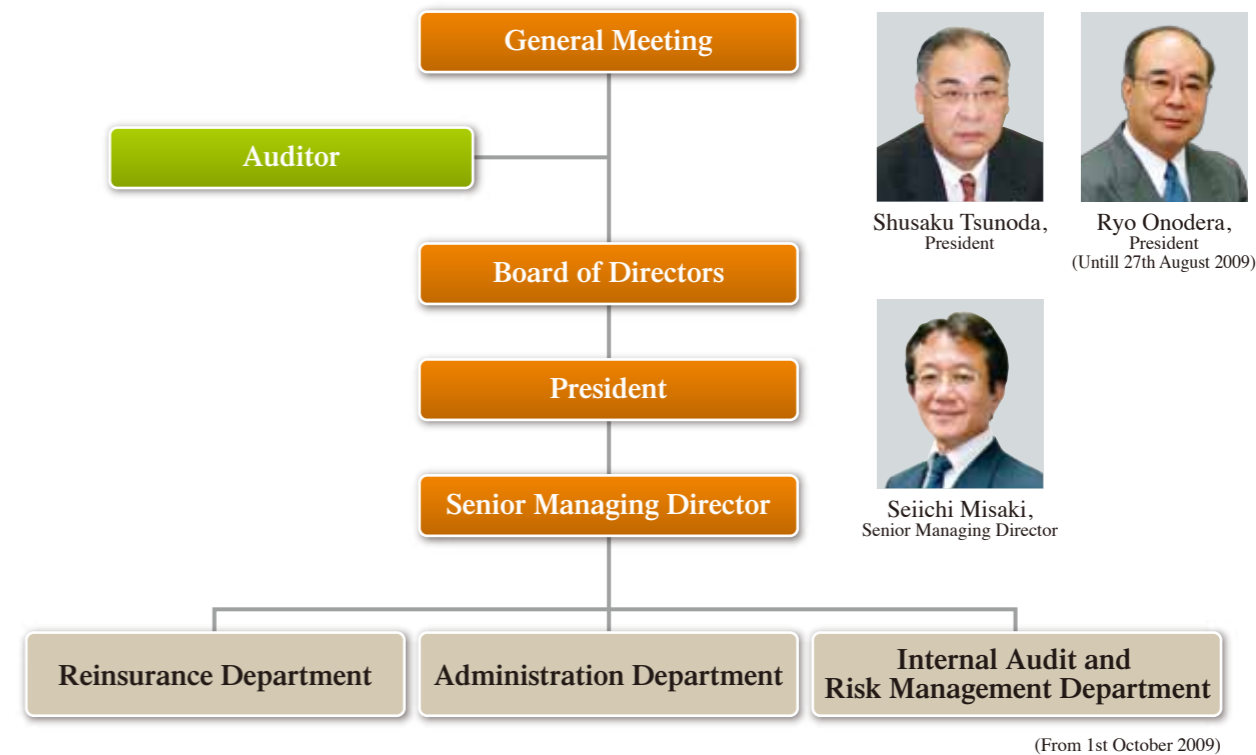 General Meeting
Auditor
Board of Directors
President
Senior Managing Director
Reinsurance Department
Administration Department
Internal Audit and
Risk Management Department
(From 1st October 2009)
Shusaku Tsunoda,
President
Ryo Onodera,
President
(Untill 27th August 2009)
Seiichi Misaki,
Senior Managing Director